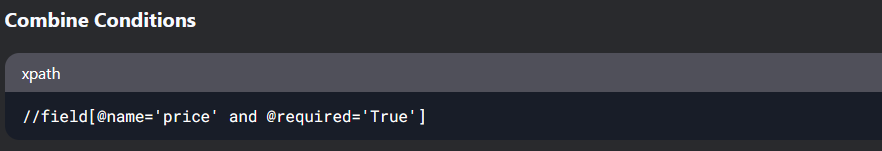 Combine Conditions
xpath
//field[@name='price' and @required='True']